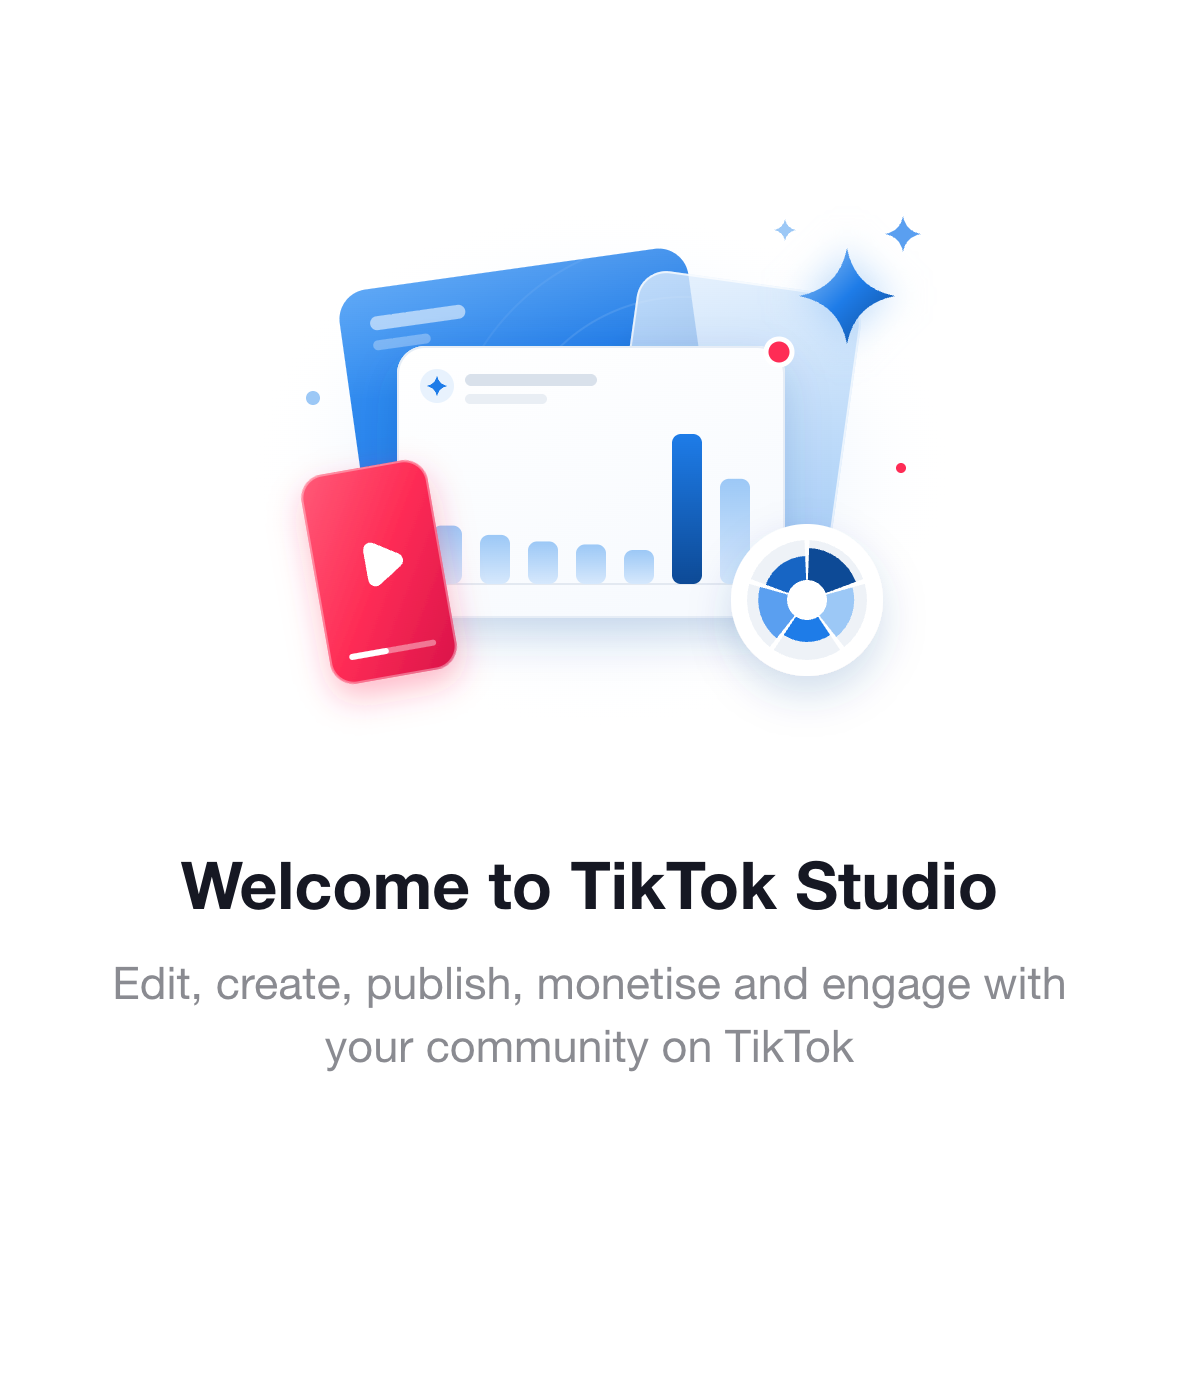 Welcome to TikTok Studio
Edit, create, publish, monetise and engage with
your community on TikTok